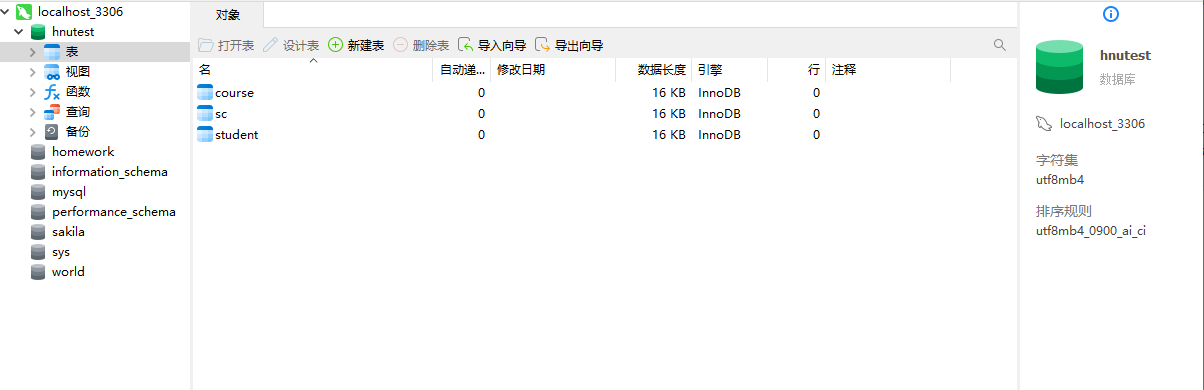 localhost_3306
hnutest
表
视图
函数
查询
备份
homework
information_schema
mysql
performance_schema
sakila
sys
world
对象
打开表 设计表 新建表 删除表 导入向导 导出向导
名 自动递... 修改日期 数据长度 引擎 行 注释
course 0 16 KB InnoDB 0
sc 0 16 KB InnoDB 0
student 0 16 KB InnoDB 0
hnutest
数据库
localhost_3306
字符集
utf8mb4
排序规则
utf8mb4_0900_ai_ci